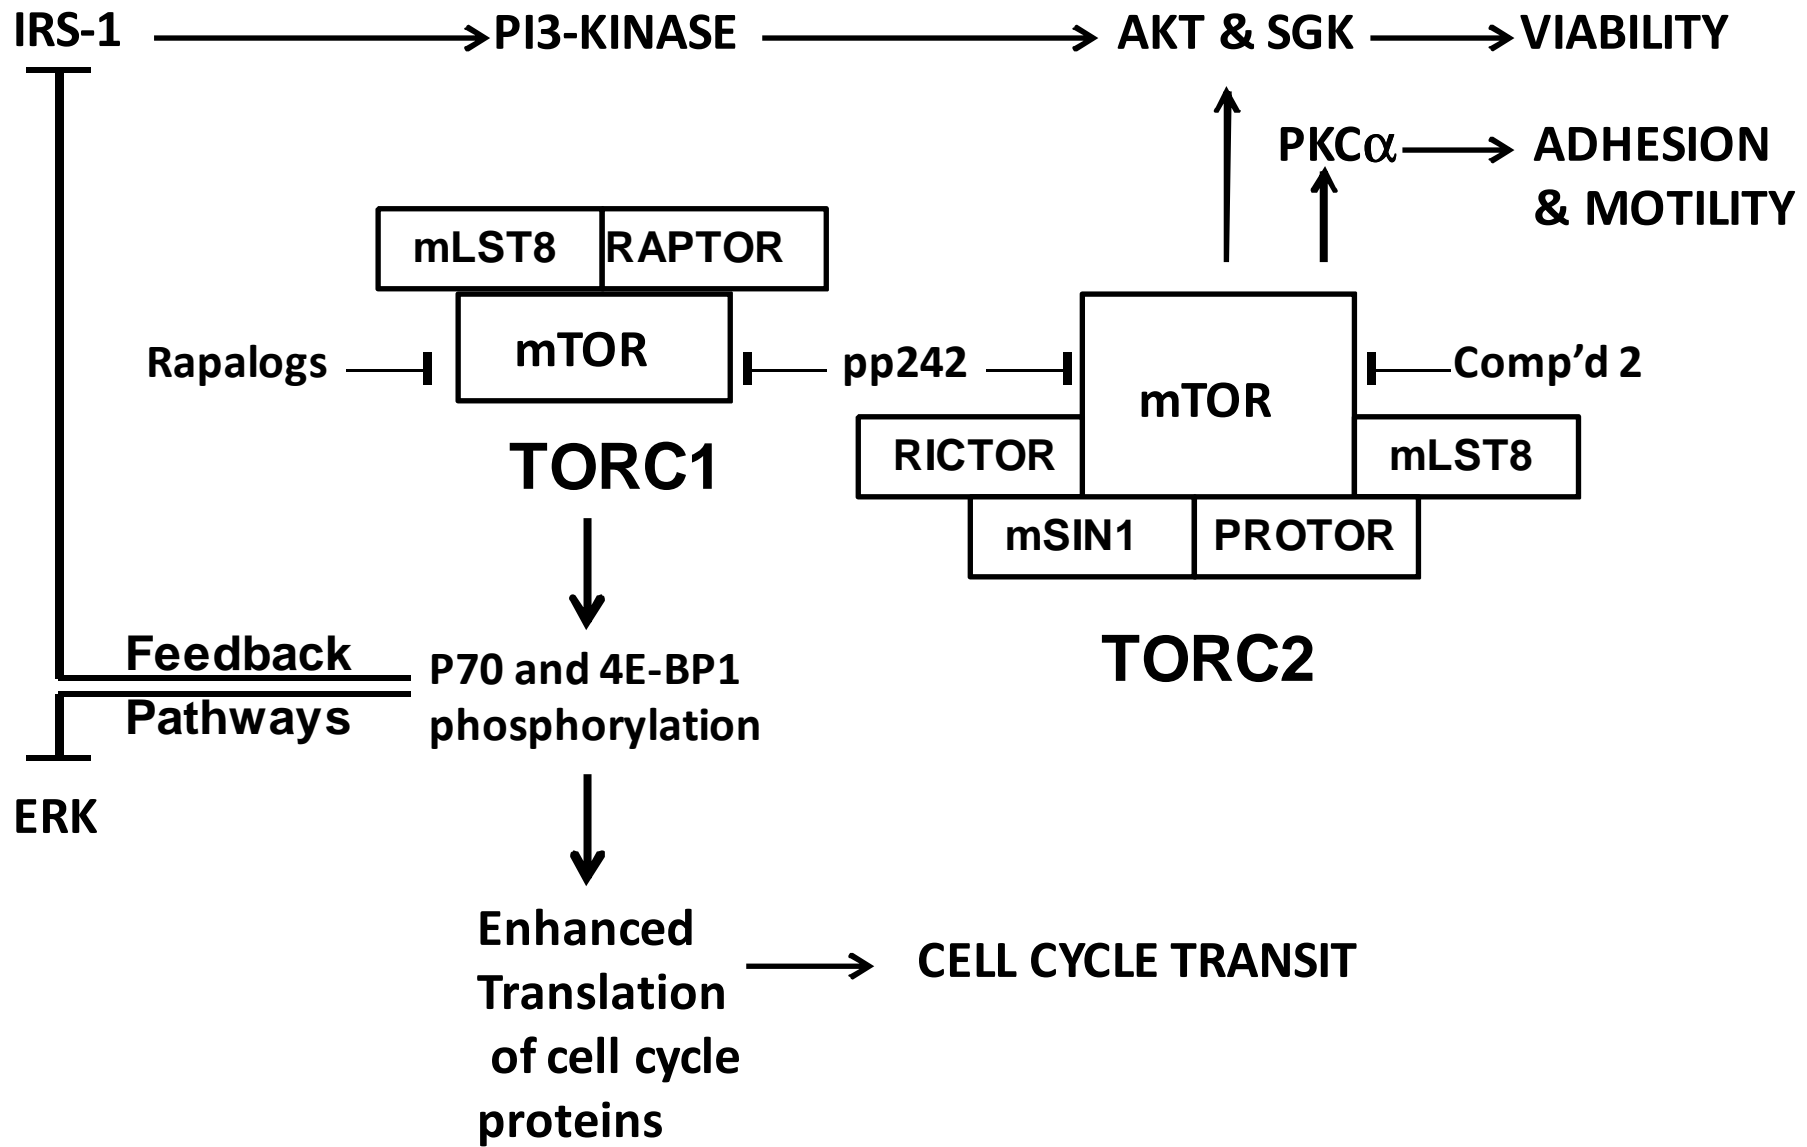 IRS-1
PI3-KINASE
AKT & SGK
VIABILITY
PKCα
ADHESION
& MOTILITY
mLST8
RAPTOR
mTOR
Rapalogs
pp242
mTOR
Comp’d 2
TORC1
RICTOR
mLST8
mSIN1
PROTOR
TORC2
Feedback
Pathways
P70 and 4E-BP1
phosphorylation
ERK
Enhanced
Translation
of cell cycle
proteins
CELL CYCLE TRANSIT